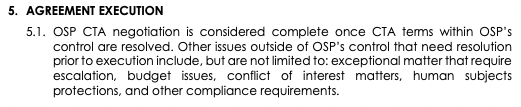 5. AGREEMENT EXECUTION
5.1. OSP CTA negotiation is considered complete once CTA terms within OSP's
control are resolved. Other issues outside of OSP's control that need resolution
prior to execution include, but are not limited to: exceptional matter that require
escalation, budget issues, conflict of interest matters, human subjects
protections, and other compliance requirements.